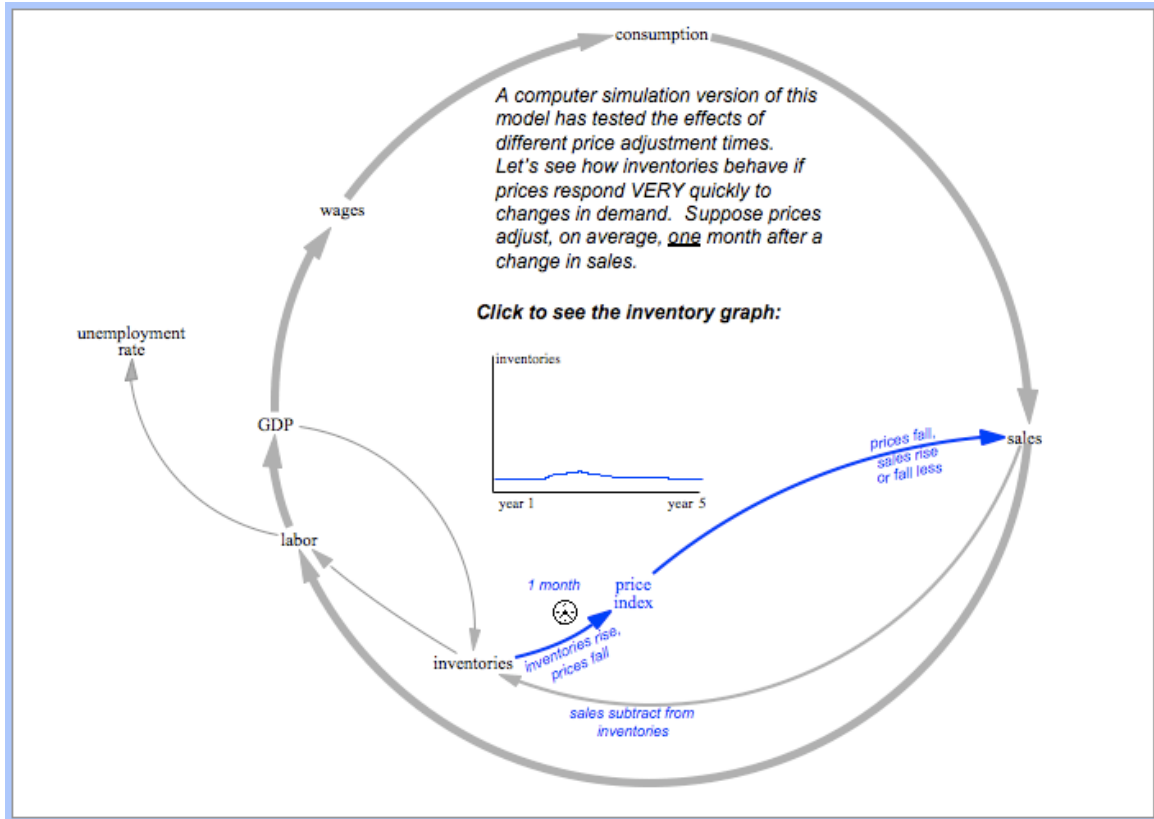 consumption
A computer simulation version of this
model has tested the effects of
different price adjustment times.
Let's see how inventories behave if
prices respond VERY quickly to
changes in demand. Suppose prices
adjust, on average, one month after a
change in sales.
wages
Click to see the inventory graph:
unemployment
rate
inventories
GDP
prices fall,
sales rise
or fall less
sales
year 1
year 5
labor
1 month
price
index
inventories rise,
prices fall
inventories
sales subtract from
inventories